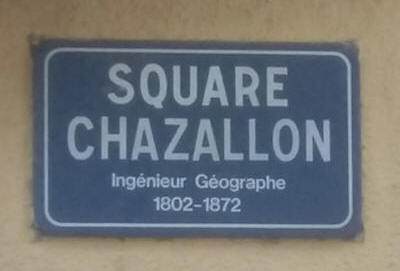 SQUARE
CHAZALLON
Ingénieur Géographe
1802-1872